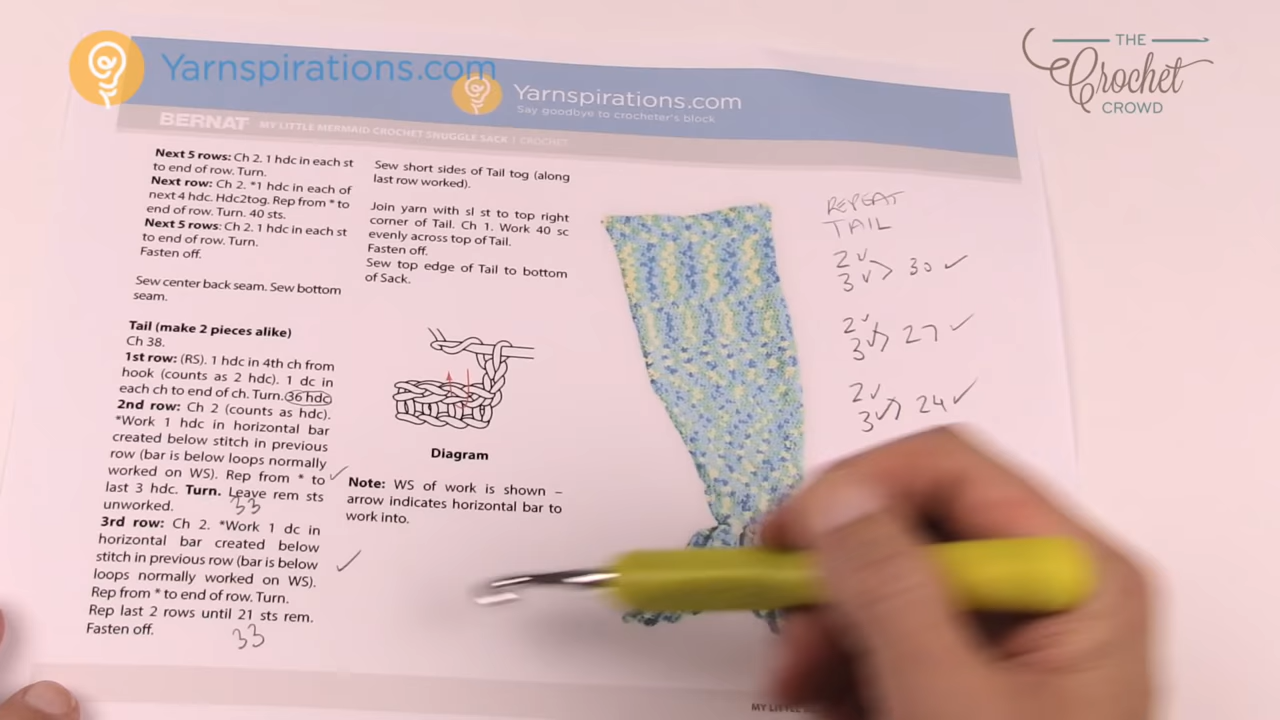 Yarnspirations.com
THE
Crochet
CROWD
Yarnspirations.com
Say goodbye to crocheter's block
BERNAT MY LITTLE MERMAID CROCHET SNUGGLE SACK | CROCHET
Next 5 rows: Ch 2. 1 hdc in each st
to end of row. Turn.
Next row: Ch 2. *1 hdc in each of
next 4 hdc. Hdc2tog. Rep from * to
end of row. Turn. 40 sts.
Next 5 rows: Ch 2. 1 hdc in each st
to end of row. Turn.
Fasten off.
Sew center back seam. Sew bottom
seam.
Tail (make 2 pieces alike)
Ch 38.
1st row: (RS). 1 hdc in 4th ch from
hook (counts as 2 hdc). 1 dc in
each ch to end of ch. Turn. 36 hdc
2nd row: Ch 2 (counts as hdc).
*Work 1 hdc in horizontal bar
created below stitch in previous
row (bar is below loops normally
worked on WS). Rep from * to
last 3 hdc. Turn. Leave rem sts
unworked. 33
3rd row: Ch 2. *Work 1 dc in
horizontal bar created below
stitch in previous row (bar is below
loops normally worked on WS).
Rep from * to end of row. Turn.
Rep last 2 rows until 21 sts rem.
Fasten off. 33
Sew short sides of Tail tog (along
last row worked).
Join yarn with sl st to top right
corner of Tail. Ch 1. Work 40 sc
evenly across top of Tail.
Fasten off.
Sew top edge of Tail to bottom
of Sack.
Diagram
Note: WS of work is shown –
arrow indicates horizontal bar to
work into.
REPEAT
TAIL
2 ✓
3 ✓ > 30 ✓
2 ✓
3 ✓ > 27 ✓
2 ✓
3 ✓ > 24 ✓
MY LITTLE